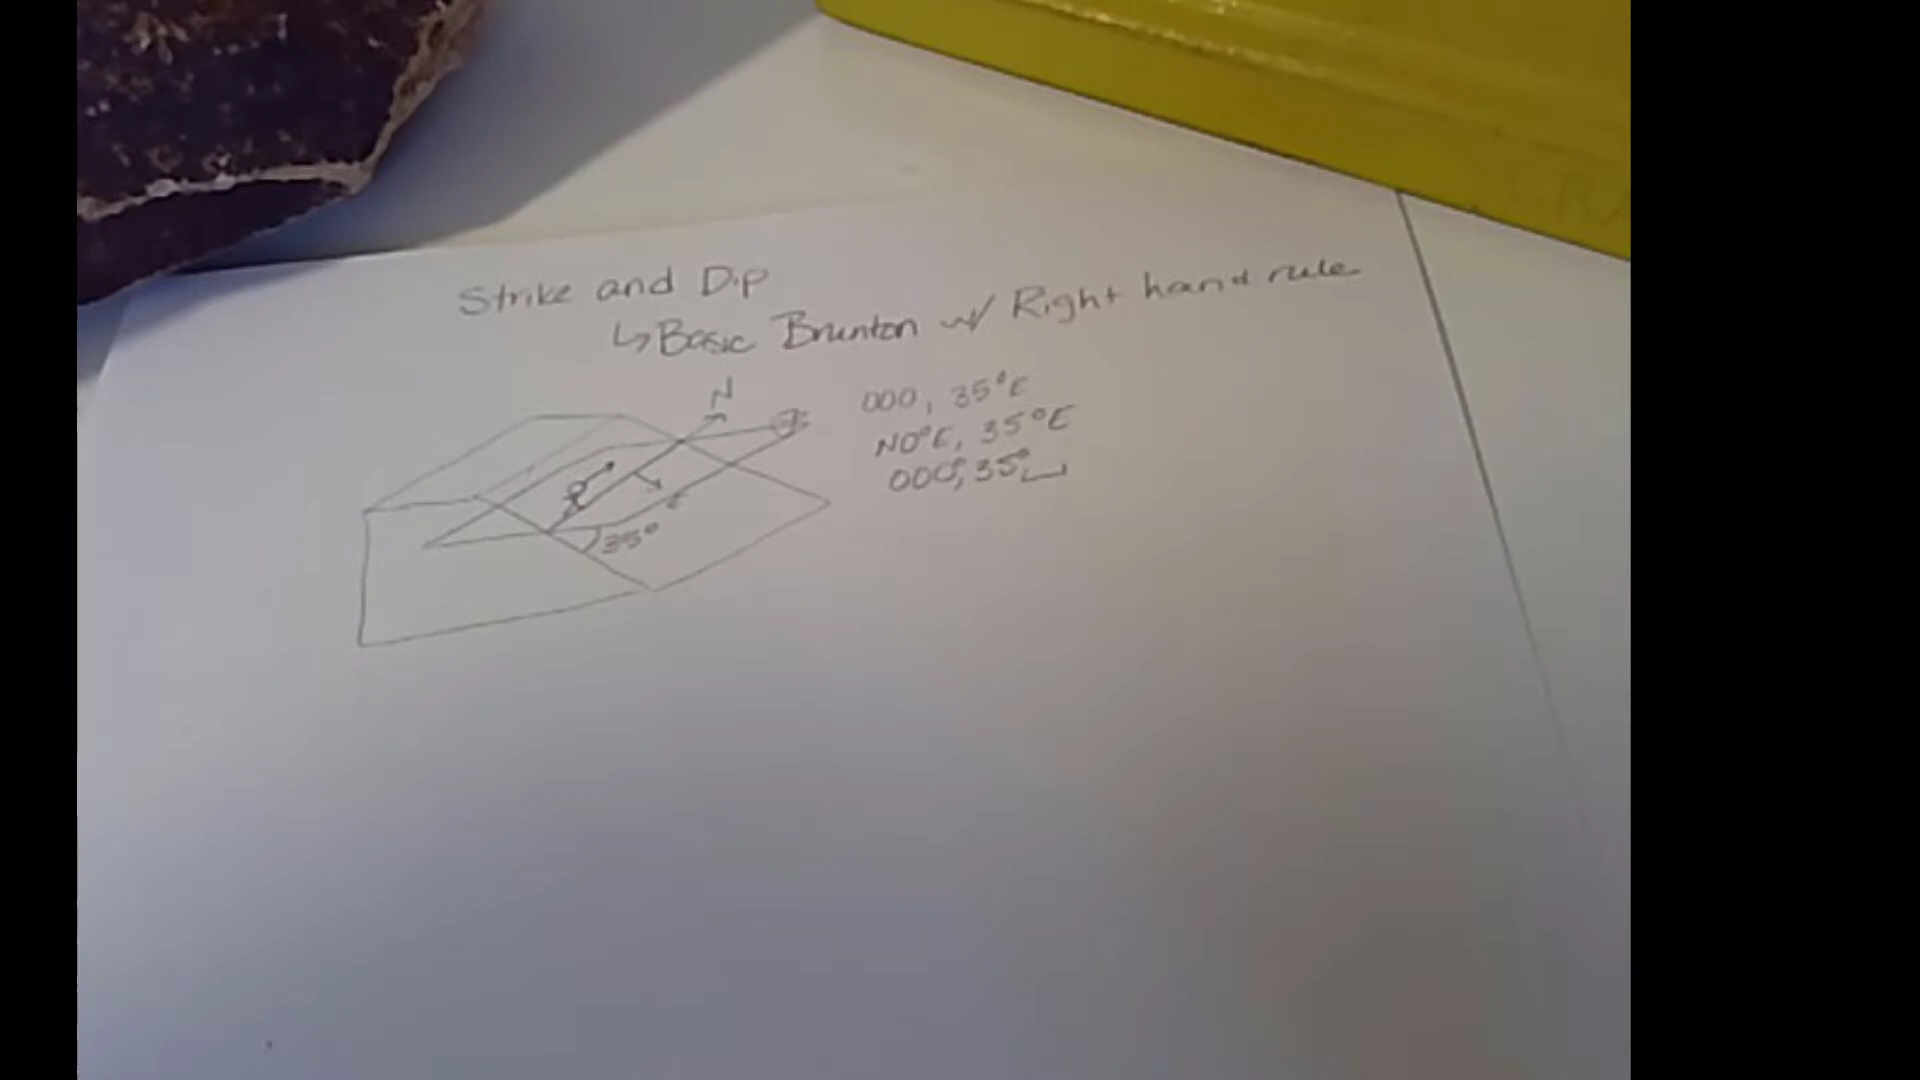 Strike and Dip
↳ Basic Brunton w/ Right hand rule
N
000, 35°E
N0°E, 35°E
000°, 35°
E
35°